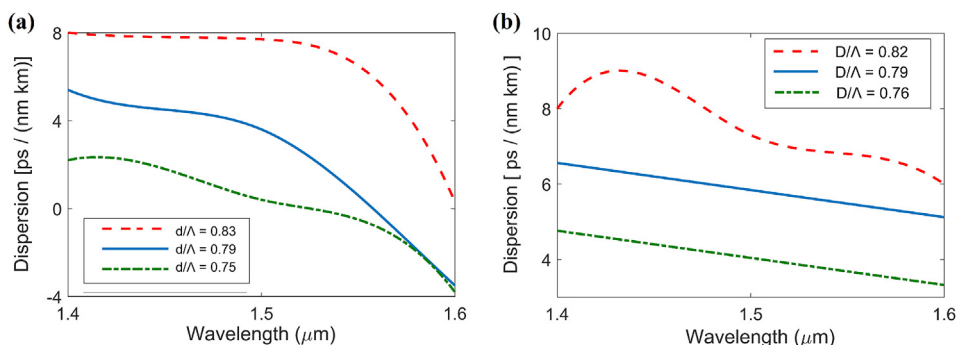 (a)
8
4
0
-4
Dispersion [ps / (nm km)]
d/Λ = 0.83
d/Λ = 0.79
d/Λ = 0.75
1.4
1.5
1.6
Wavelength (μm)
(b)
10
8
6
4
Dispersion [ ps / (nm km) ]
D/Λ = 0.82
D/Λ = 0.79
D/Λ = 0.76
1.4
1.5
1.6
Wavelength (μm)